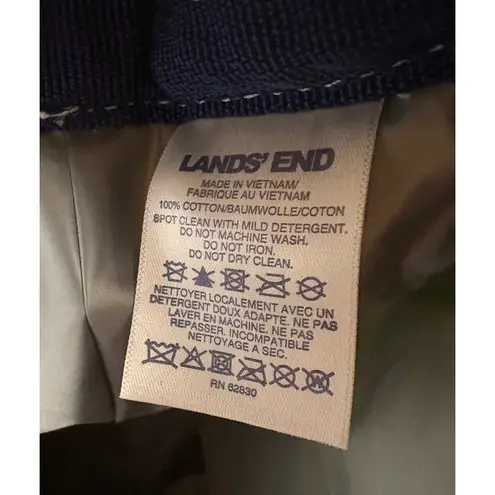 LANDS' END
MADE IN VIETNAM/
FABRIQUE AU VIETNAM
100% COTTON/BAUMWOLLE/COTON
SPOT CLEAN WITH MILD DETERGENT.
DO NOT MACHINE WASH.
DO NOT IRON.
DO NOT DRY CLEAN.
NETTOYER LOCALEMENT AVEC UN
DETERGENT DOUX ADAPTE. NE PAS
LAVER EN MACHINE. NE PAS
REPASSER. INCOMPATIBLE
NETTOYAGE A SEC.
RN 62830